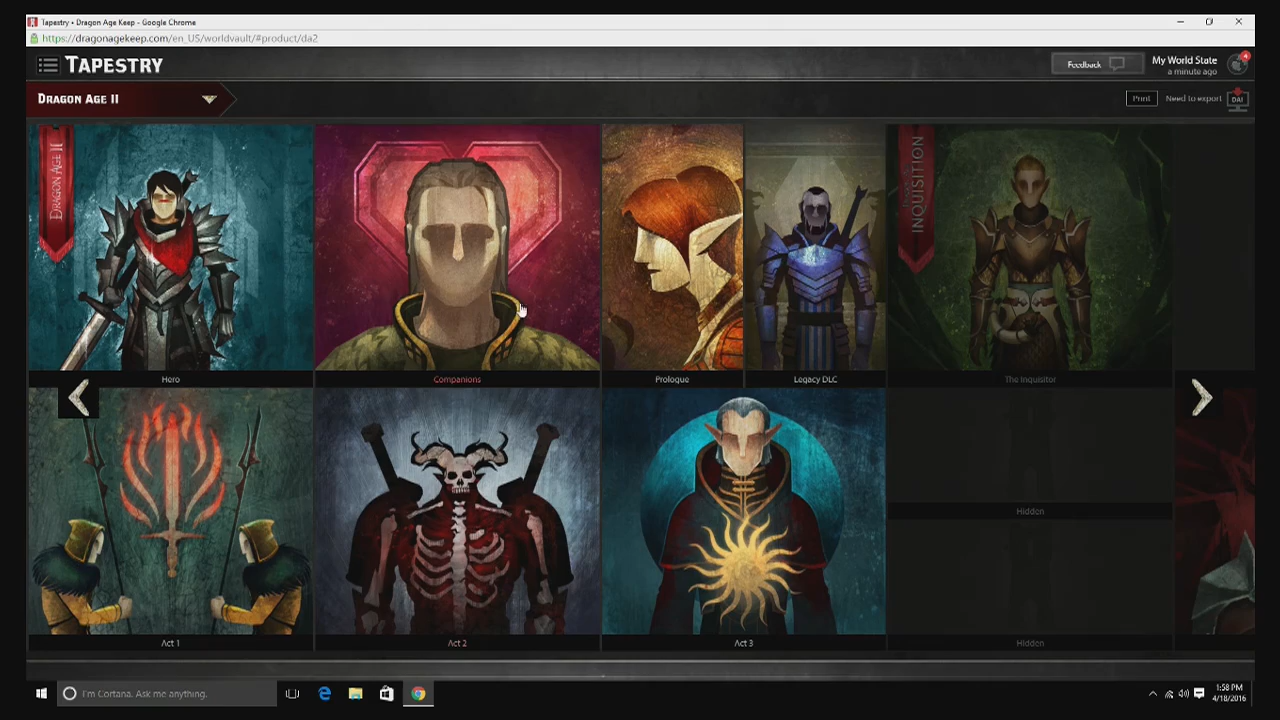 Tapestry • Dragon Age Keep - Google Chrome
https://dragonagekeep.com/en_US/worldvault/#product/da2
TAPESTRY
Feedback
My World State
a minute ago
4
DRAGON AGE II
Print
Need to export
DAI
DRAGON AGE II
INQUISITION
Hero
Companions
Prologue
Legacy DLC
The Inquisitor
Hidden
Act 1
Act 2
Act 3
Hidden
I'm Cortana. Ask me anything.
1:58 PM
4/18/2016